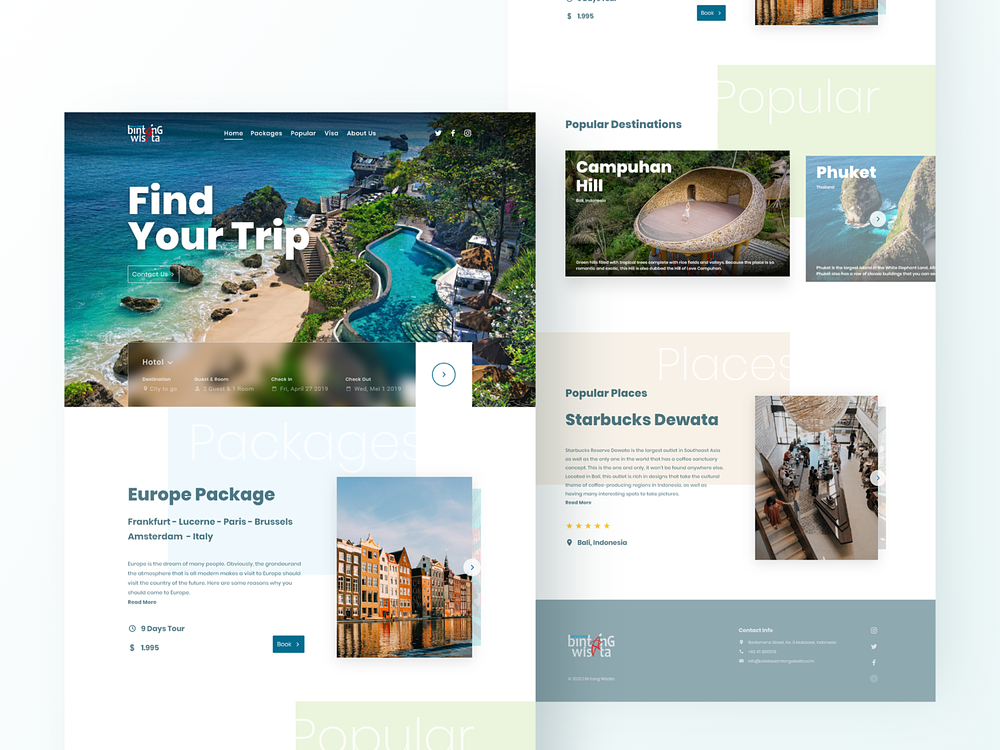 bintang
wisata
Home Packages Popular Visa About Us
Find
Your Trip
Contact Us
Hotel
Destination Guest & Room Check In Check Out
City to go 2 Guest & 1 Room Fri, April 27 2019 Wed, Mei 1 2019
Packages
Europe Package
Frankfurt - Lucerne - Paris - Brussels
Amsterdam - Italy
Europe is the dream of many people. Obviously, the grondeurand
the atmosphere that is all modern makes a visit to Europe should
visit the country of the future. Here are some reasons why you
should come to Europe.
Read More
9 Days Tour
$ 1.995
Book
Popular
$ 1.995
Book
Popular
Popular Destinations
Campuhan
Hill
Bali, Indonesia
Green hills filled with tropical trees complete with rice fields and valleys. Because the place is so
romantic and exotic, this Hill is also dubbed the Hill of Love Campuhan.
Phuket
Thailand
Phuket is the largest island in the White Elephant Land.
Phuket also has a row of classic buildings that you can
Places
Popular Places
Starbucks Dewata
Starbucks Reserve Dewata is the largest outlet in Southeast Asia
as well as the only one in the world that has a coffee sanctuary
concept. This is the one and only, it won't be found anywhere else.
Located in Bali, this outlet is rich in designs that take the cultural
theme of coffee-producing regions in Indonesia, as well as
having many interesting spots to take pictures.
Read More
Bali, Indonesia
bintang
wisata
Contact Info